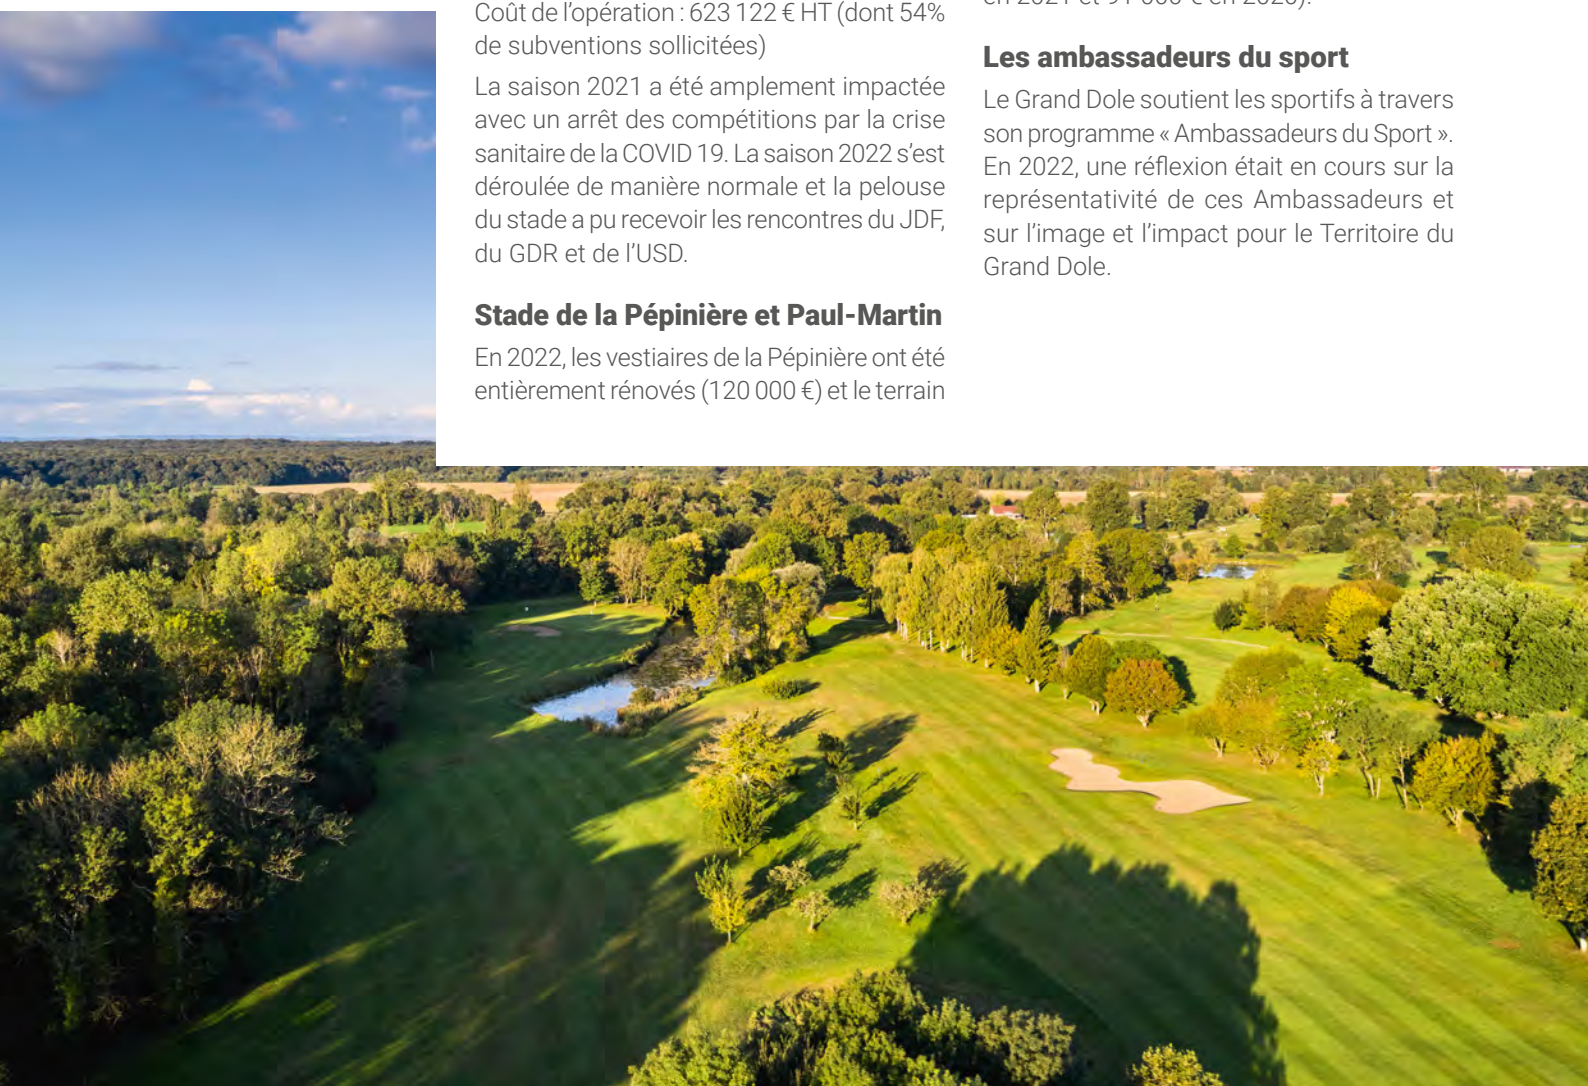 Coût de l'opération : 623 122 € HT (dont 54%
de subventions sollicitées)
La saison 2021 a été amplement impactée
avec un arrêt des compétitions par la crise
sanitaire de la COVID 19. La saison 2022 s'est
déroulée de manière normale et la pelouse
du stade a pu recevoir les rencontres du JDF,
du GDR et de l'USD.
Stade de la Pépinière et Paul-Martin
En 2022, les vestiaires de la Pépinière ont été
entièrement rénovés (120 000 €) et le terrain
Les ambassadeurs du sport
Le Grand Dole soutient les sportifs à travers
son programme « Ambassadeurs du Sport ».
En 2022, une réflexion était en cours sur la
représentativité de ces Ambassadeurs et
sur l'image et l'impact pour le Territoire du
Grand Dole.